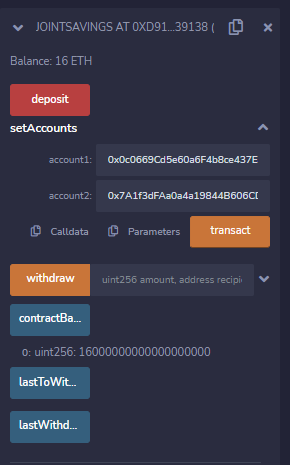 JOINTSAVINGS AT 0XD91...39138 (
Balance: 16 ETH
deposit
setAccounts
account1: 0x0c0669Cd5e60a6F4b8ce437E
account2: 0x7A1f3dFAa0a4a19844B606CD
Calldata Parameters transact
withdraw uint256 amount, address recipi
contractBa...
0: uint256: 16000000000000000000
lastToWit...
lastWithd...